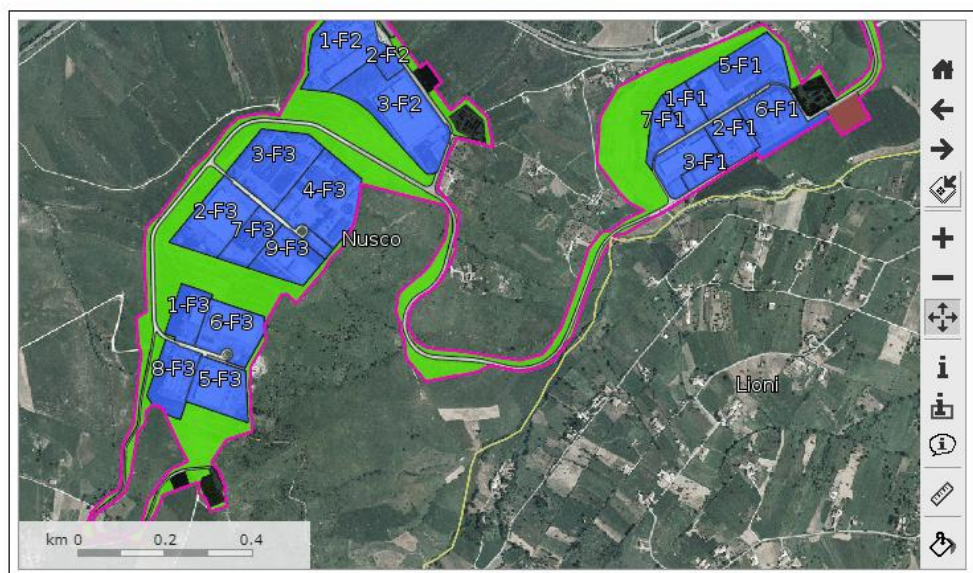 1-F2
2-F2
3-F2
5-F1
1-F1
6-F1
7-F1
2-F1
3-F1
3-F3
4-F3
2-F3
7-F3
9-F3
Nusco
1-F3
6-F3
8-F3
5-F3
Lioni
km 0 0.2 0.4